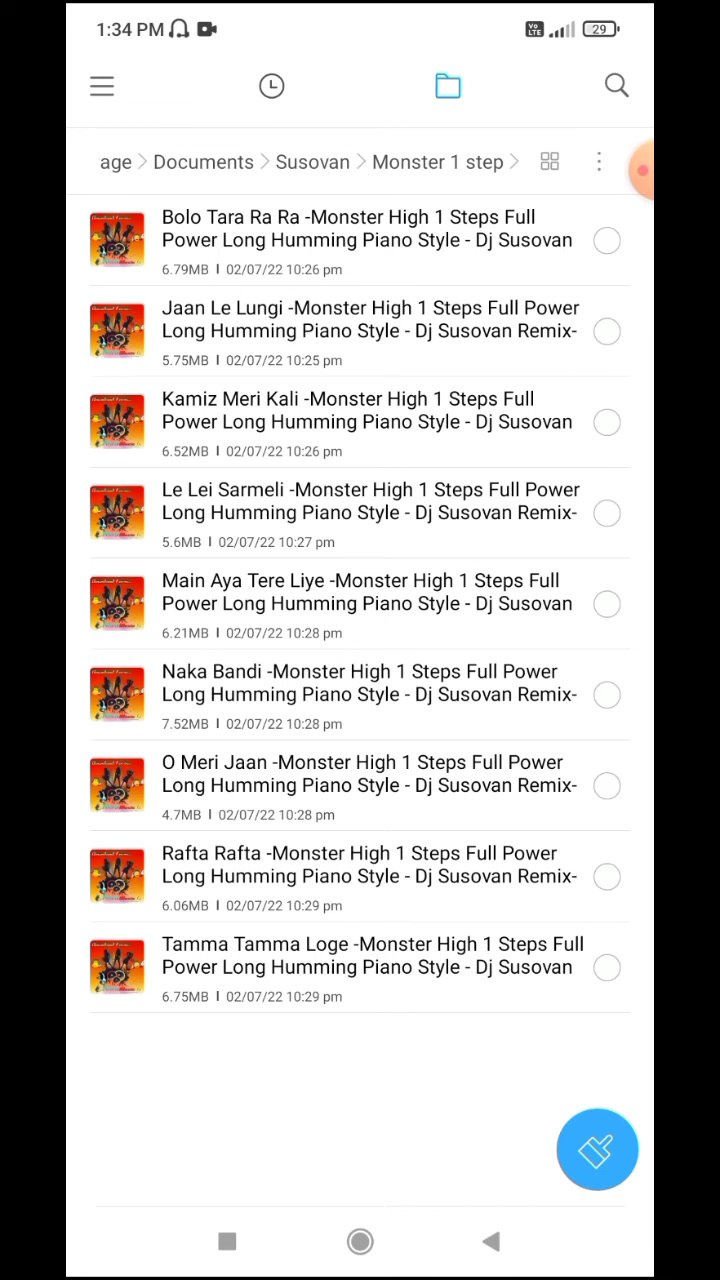 1:34 PM
Vo LTE
29
age > Documents > Susovan > Monster 1 step >
Bolo Tara Ra Ra -Monster High 1 Steps Full
Power Long Humming Piano Style - Dj Susovan
6.79MB I 02/07/22 10:26 pm
Jaan Le Lungi -Monster High 1 Steps Full Power
Long Humming Piano Style - Dj Susovan Remix-
5.75MB I 02/07/22 10:25 pm
Kamiz Meri Kali -Monster High 1 Steps Full
Power Long Humming Piano Style - Dj Susovan
6.52MB I 02/07/22 10:26 pm
Le Lei Sarmeli -Monster High 1 Steps Full Power
Long Humming Piano Style - Dj Susovan Remix-
5.6MB I 02/07/22 10:27 pm
Main Aya Tere Liye -Monster High 1 Steps Full
Power Long Humming Piano Style - Dj Susovan
6.21MB I 02/07/22 10:28 pm
Naka Bandi -Monster High 1 Steps Full Power
Long Humming Piano Style - Dj Susovan Remix-
7.52MB I 02/07/22 10:28 pm
O Meri Jaan -Monster High 1 Steps Full Power
Long Humming Piano Style - Dj Susovan Remix-
4.7MB I 02/07/22 10:28 pm
Rafta Rafta -Monster High 1 Steps Full Power
Long Humming Piano Style - Dj Susovan Remix-
6.06MB I 02/07/22 10:29 pm
Tamma Tamma Loge -Monster High 1 Steps Full
Power Long Humming Piano Style - Dj Susovan
6.75MB I 02/07/22 10:29 pm